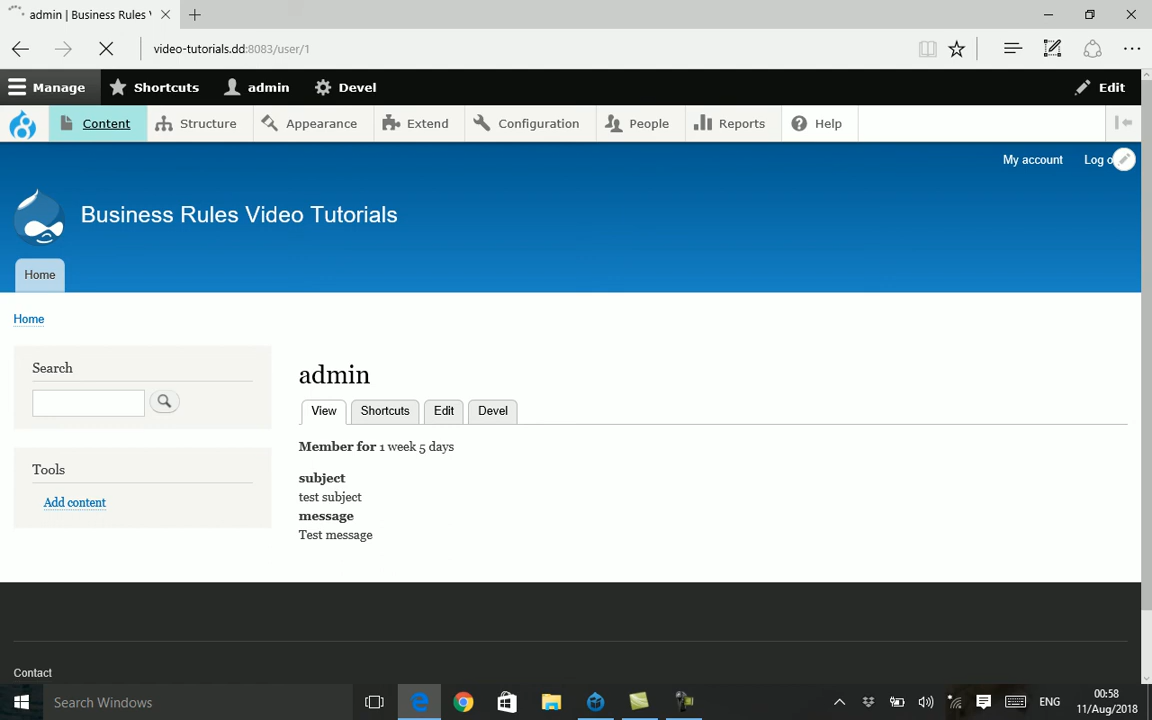 admin | Business Rules
video-tutorials.dd:8083/user/1
Manage Shortcuts admin Devel Edit
Content Structure Appearance Extend Configuration People Reports Help
My account Log o
Business Rules Video Tutorials
Home
Home
Search
Tools
Add content
admin
View Shortcuts Edit Devel
Member for 1 week 5 days
subject
test subject
message
Test message
Contact
Search Windows
ENG
00:58
11/Aug/2018